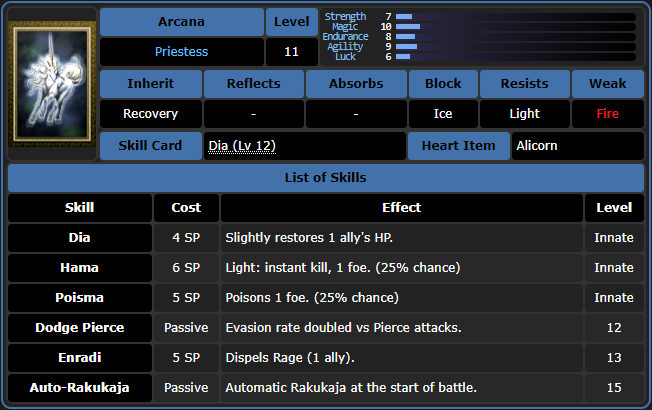 Arcana Level
Priestess 11
Strength 7
Magic 10
Endurance 8
Agility 9
Luck 6
Inherit Reflects Absorbs Block Resists Weak
Recovery - - Ice Light Fire
Skill Card Dia (Lv 12) Heart Item Alicorn
List of Skills
Skill Cost Effect Level
Dia 4 SP Slightly restores 1 ally's HP. Innate
Hama 6 SP Light: instant kill, 1 foe. (25% chance) Innate
Poisma 5 SP Poisons 1 foe. (25% chance) Innate
Dodge Pierce Passive Evasion rate doubled vs Pierce attacks. 12
Enradi 5 SP Dispels Rage (1 ally). 13
Auto-Rakukaja Passive Automatic Rakukaja at the start of battle. 15